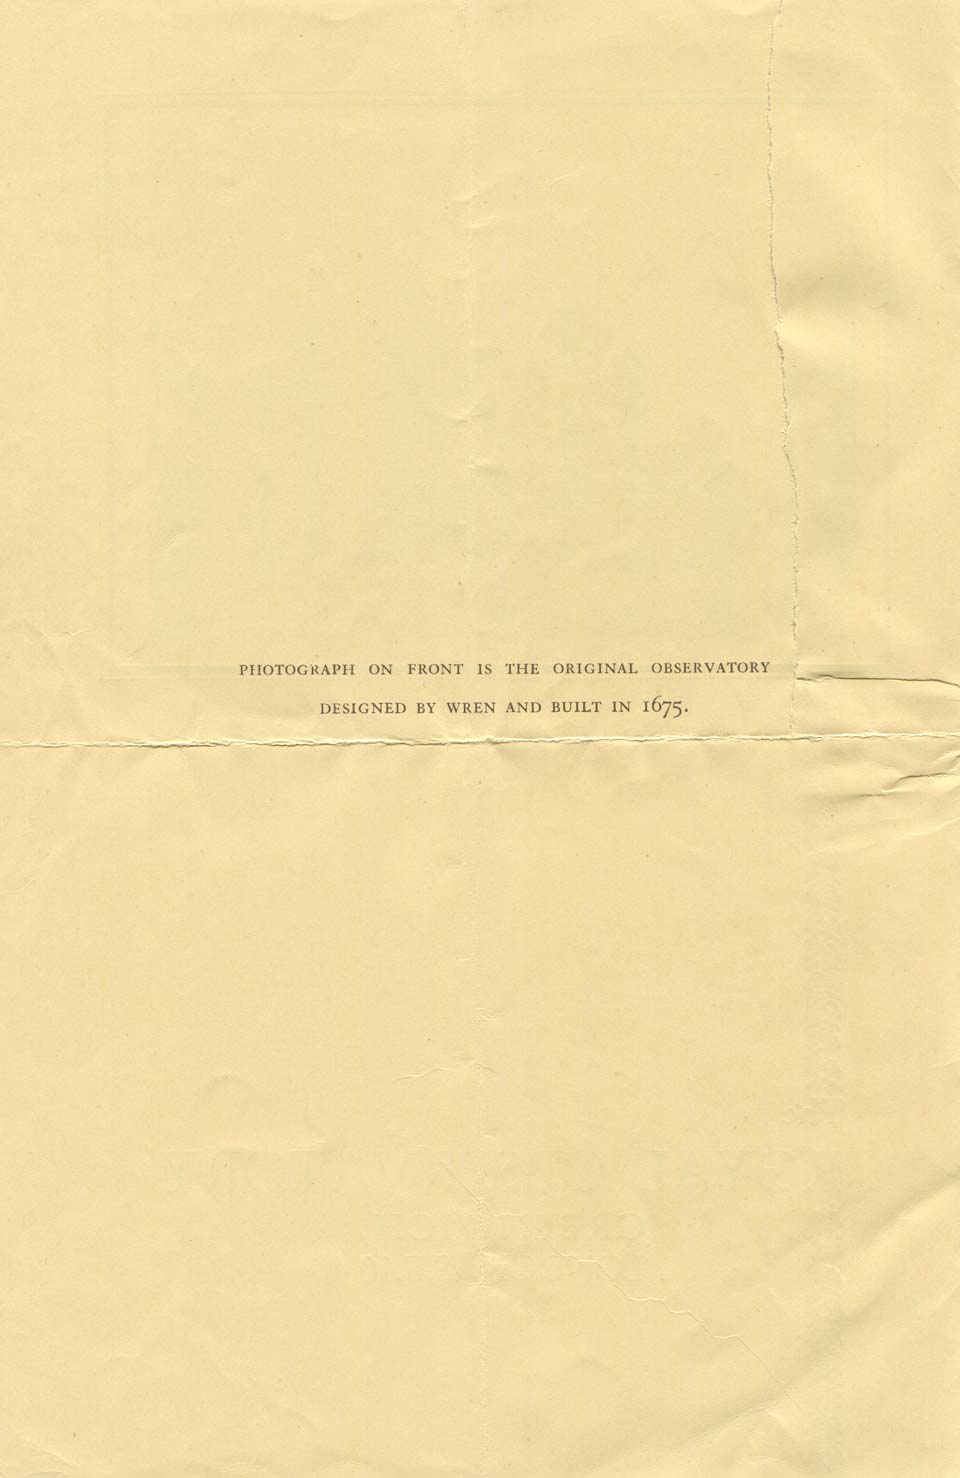 PHOTOGRAPH ON FRONT IS THE ORIGINAL OBSERVATORY
DESIGNED BY WREN AND BUILT IN 1675.